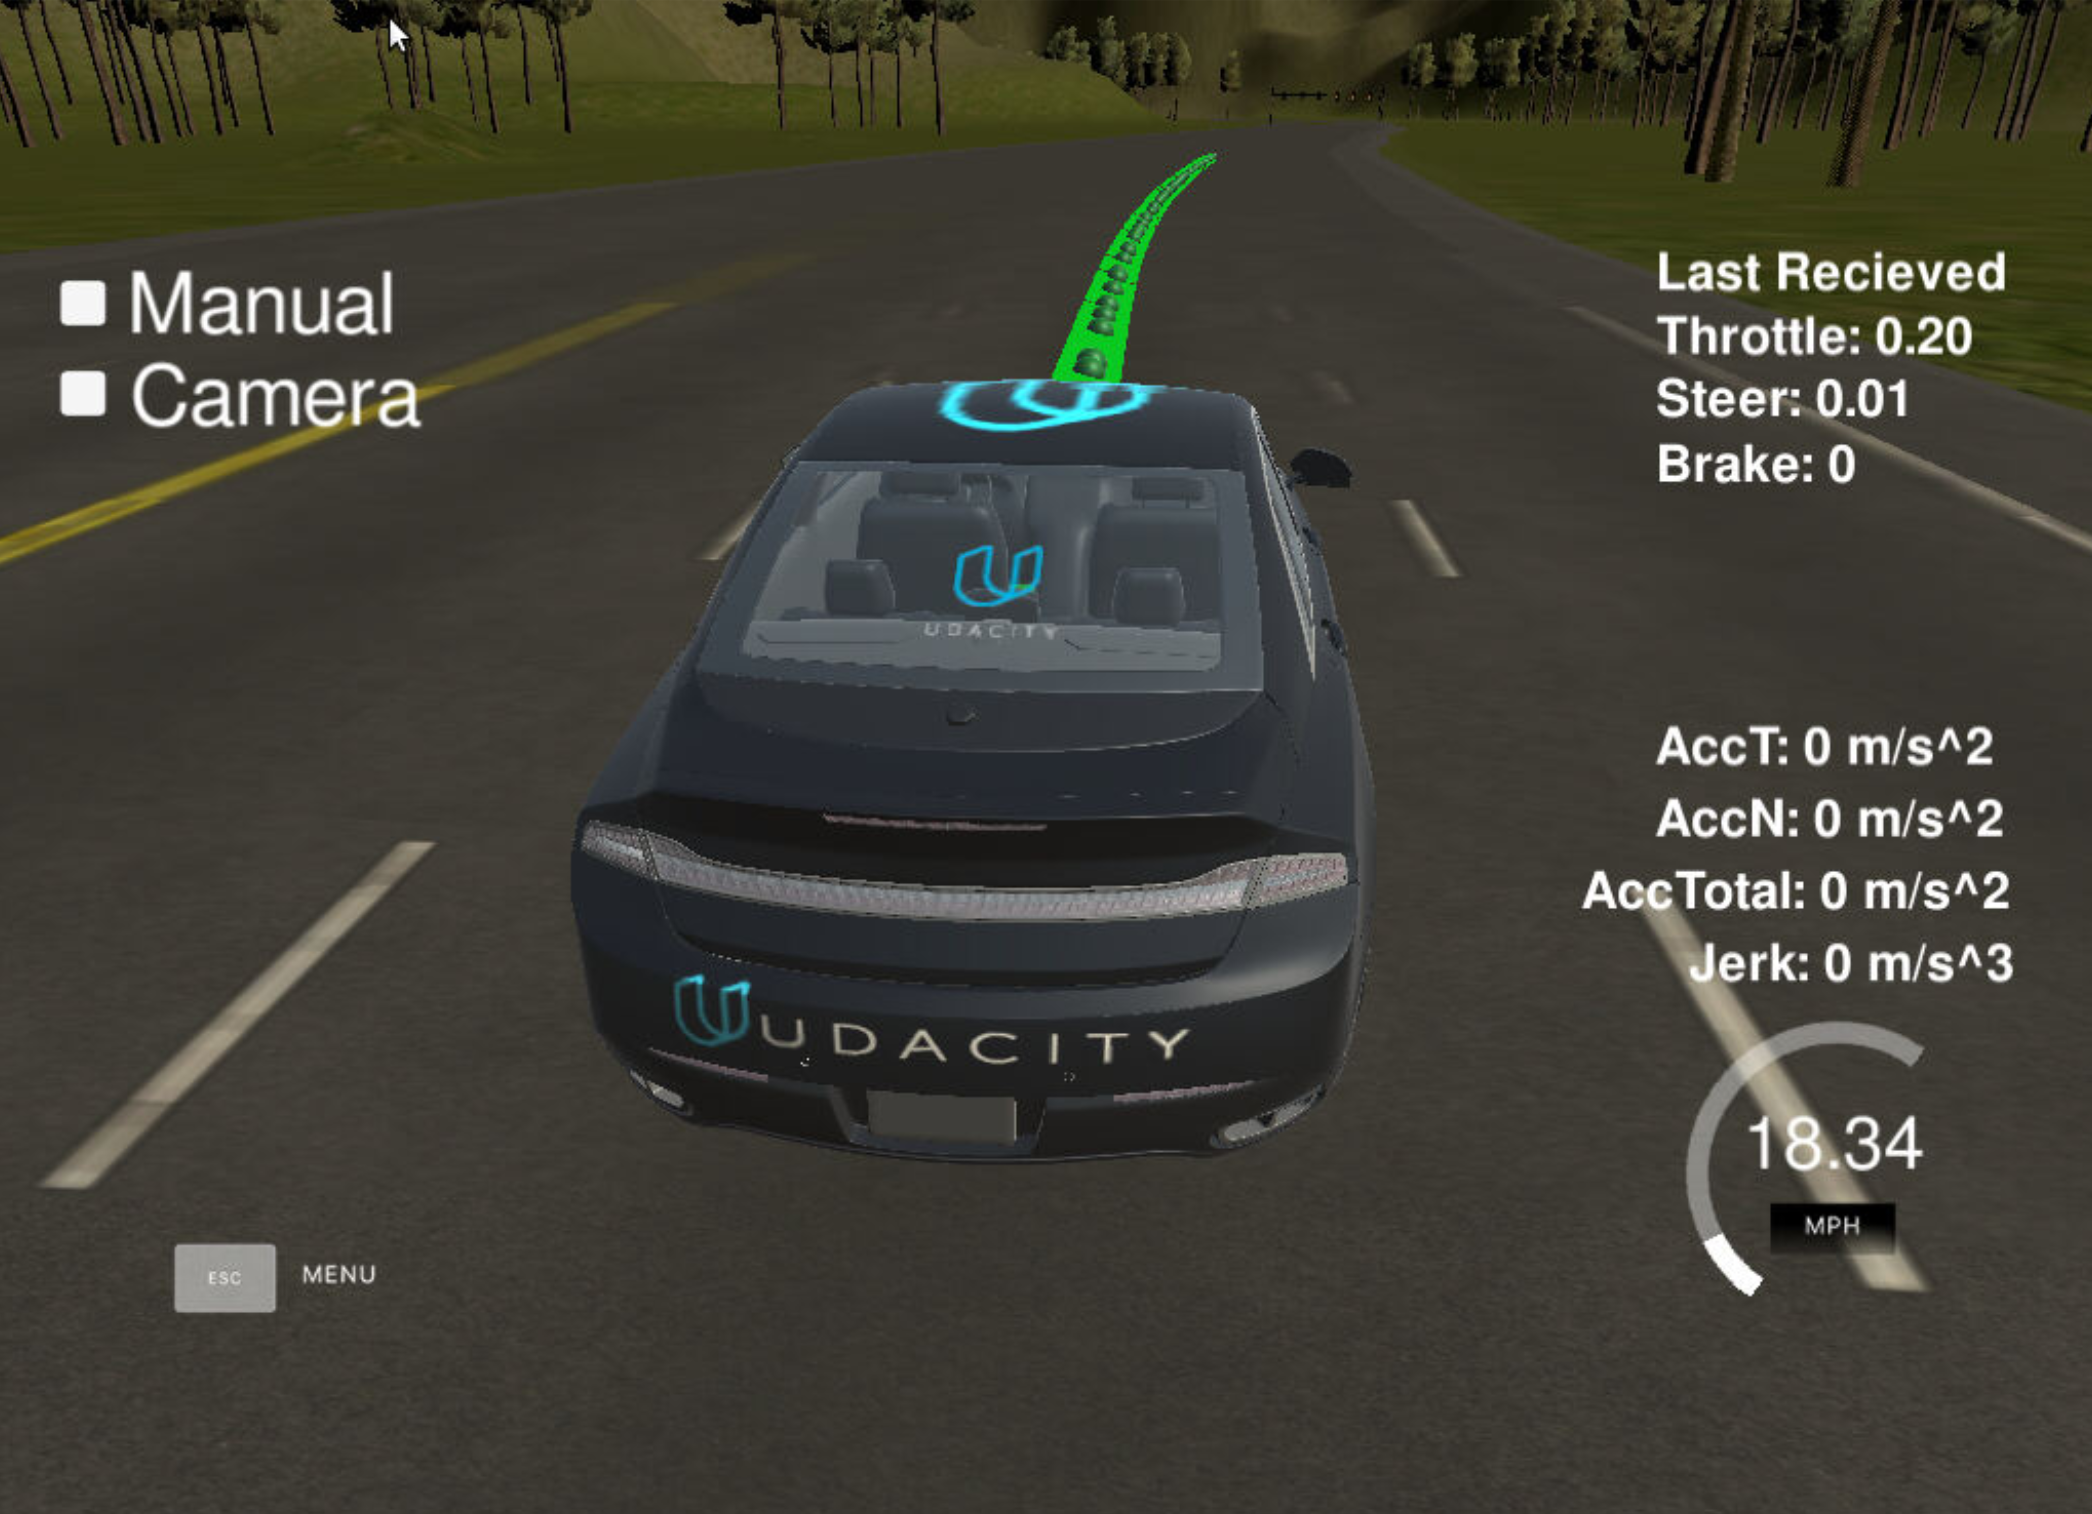 Manual
Camera
Last Recieved
Throttle: 0.20
Steer: 0.01
Brake: 0
UDACITY
AccT: 0 m/s^2
AccN: 0 m/s^2
AccTotal: 0 m/s^2
Jerk: 0 m/s^3
UDACITY
18.34
MPH
ESC MENU